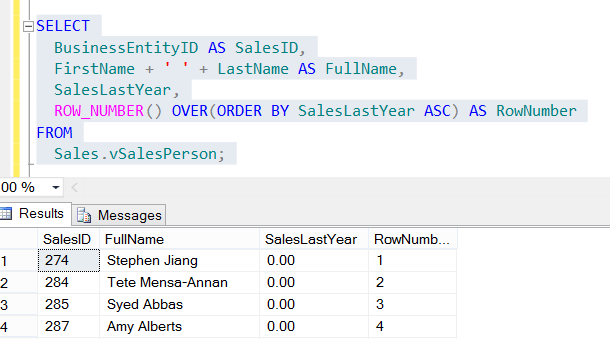 SELECT
BusinessEntityID AS SalesID,
FirstName + ' ' + LastName AS FullName,
SalesLastYear,
ROW_NUMBER() OVER(ORDER BY SalesLastYear ASC) AS RowNumber
FROM
Sales.vSalesPerson;
00 %
Results Messages
SalesID FullName SalesLastYear RowNumb...
1 274 Stephen Jiang 0.00 1
2 284 Tete Mensa-Annan 0.00 2
3 285 Syed Abbas 0.00 3
4 287 Amy Alberts 0.00 4